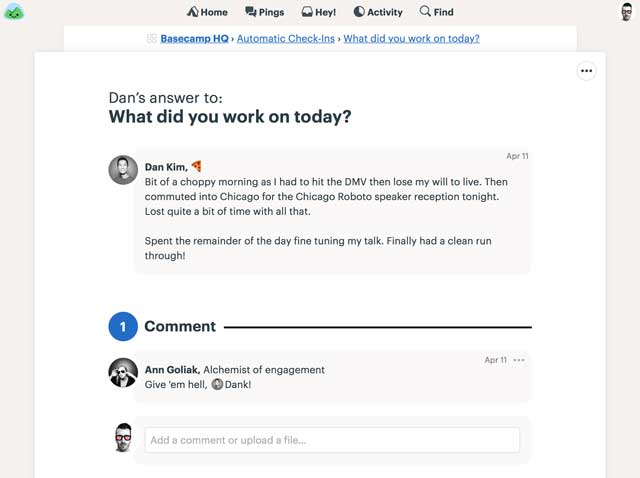 Home Pings Hey! Activity Find
Basecamp HQ › Automatic Check-Ins › What did you work on today?
Dan's answer to:
What did you work on today?
Apr 11
Dan Kim, 🍕
Bit of a choppy morning as I had to hit the DMV then lose my will to live. Then
commuted into Chicago for the Chicago Roboto speaker reception tonight.
Lost quite a bit of time with all that.
Spent the remainder of the day fine tuning my talk. Finally had a clean run
through!
1 Comment
Apr 11
Ann Goliak, Alchemist of engagement
Give 'em hell, Dank!
Add a comment or upload a file...